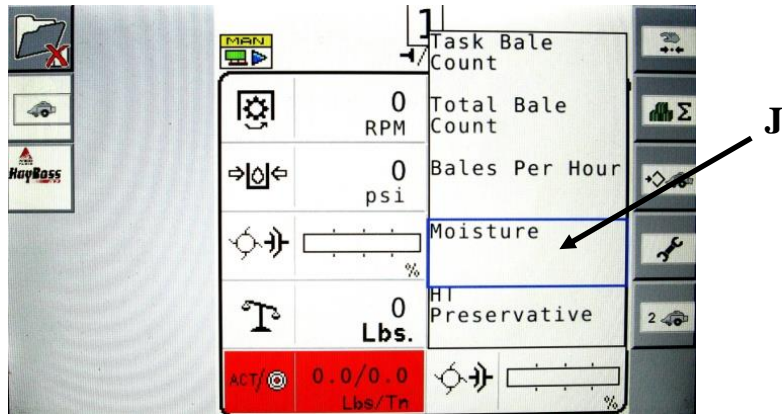 1
MAN
Task Bale
Count
0
RPM
Total Bale
Count
J
Σ
HayBoss
0
psi
Bales Per Hour
%
Moisture
0
Lbs.
HT
Preservative
2
ACT/
0.0/0.0
Lbs/Tn
%